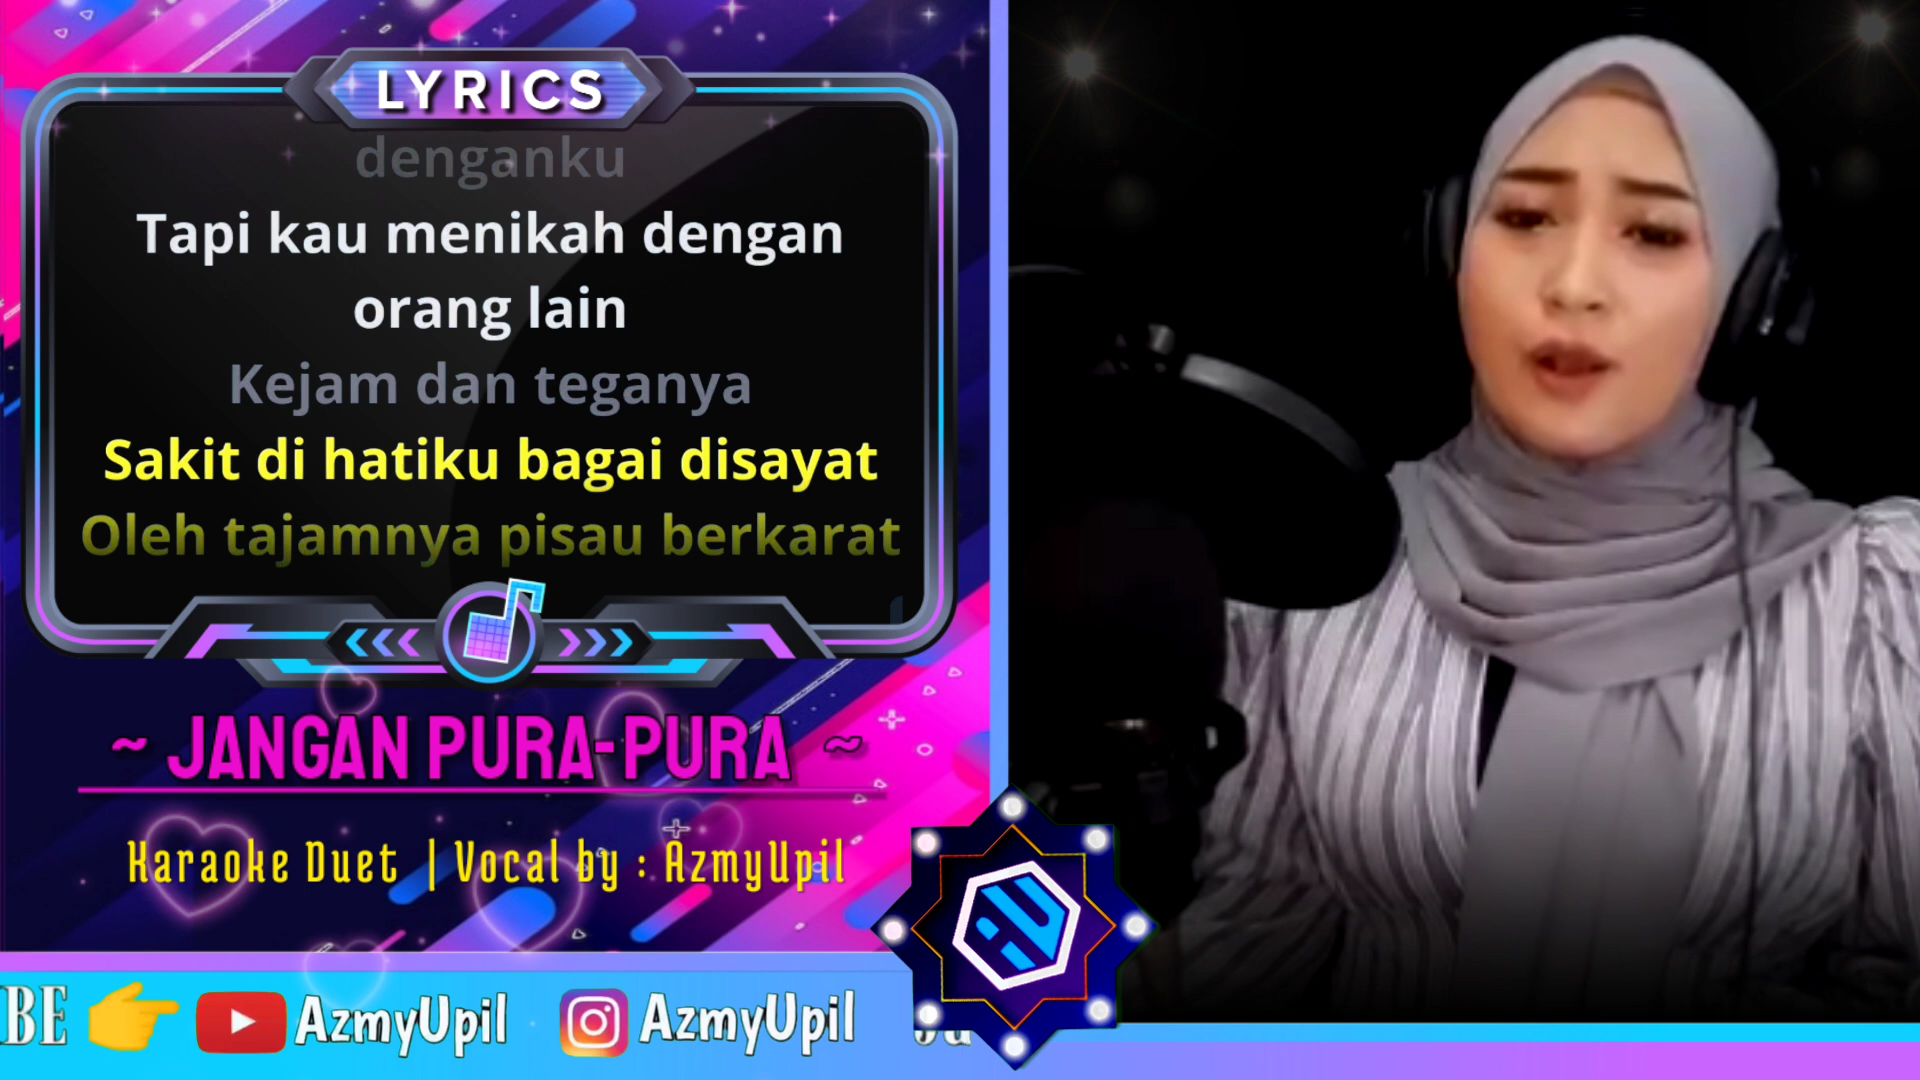 LYRICS
denganku
Tapi kau menikah dengan
orang lain
Kejam dan teganya
Sakit di hatiku bagai disayat
Oleh tajamnya pisau berkarat
~ JANGAN PURA-PURA ~
Karaoke Duet | Vocal by : AzmyUpil
BE 👉 AzmyUpil AzmyUpil